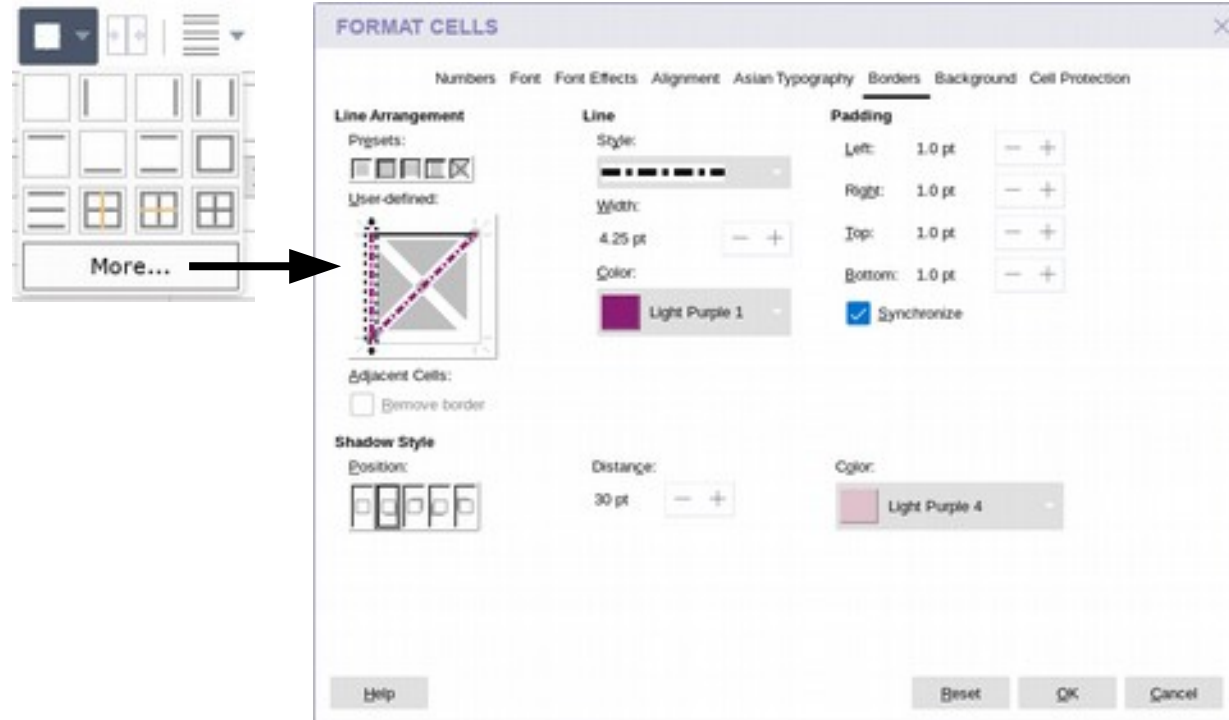 More...
FORMAT CELLS
Numbers Font Font Effects Alignment Asian Typography Borders Background Cell Protection
Line Arrangement
Presets:
User-defined:
Adjacent Cells:
Remove border
Line
Style:
Width:
4.25 pt
Color:
Light Purple 1
Padding
Left: 1.0 pt
Right: 1.0 pt
Top: 1.0 pt
Bottom: 1.0 pt
Synchronize
Shadow Style
Position:
Distance:
30 pt
Color:
Light Purple 4
Help Reset OK Cancel